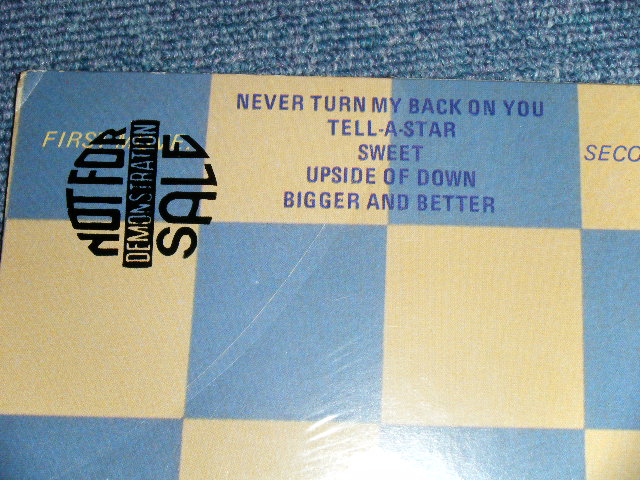 FIRST MOVE
NOT FOR
DEMONSTRATION
SALE
NEVER TURN MY BACK ON YOU
TELL-A-STAR
SWEET
UPSIDE OF DOWN
BIGGER AND BETTER
SECO